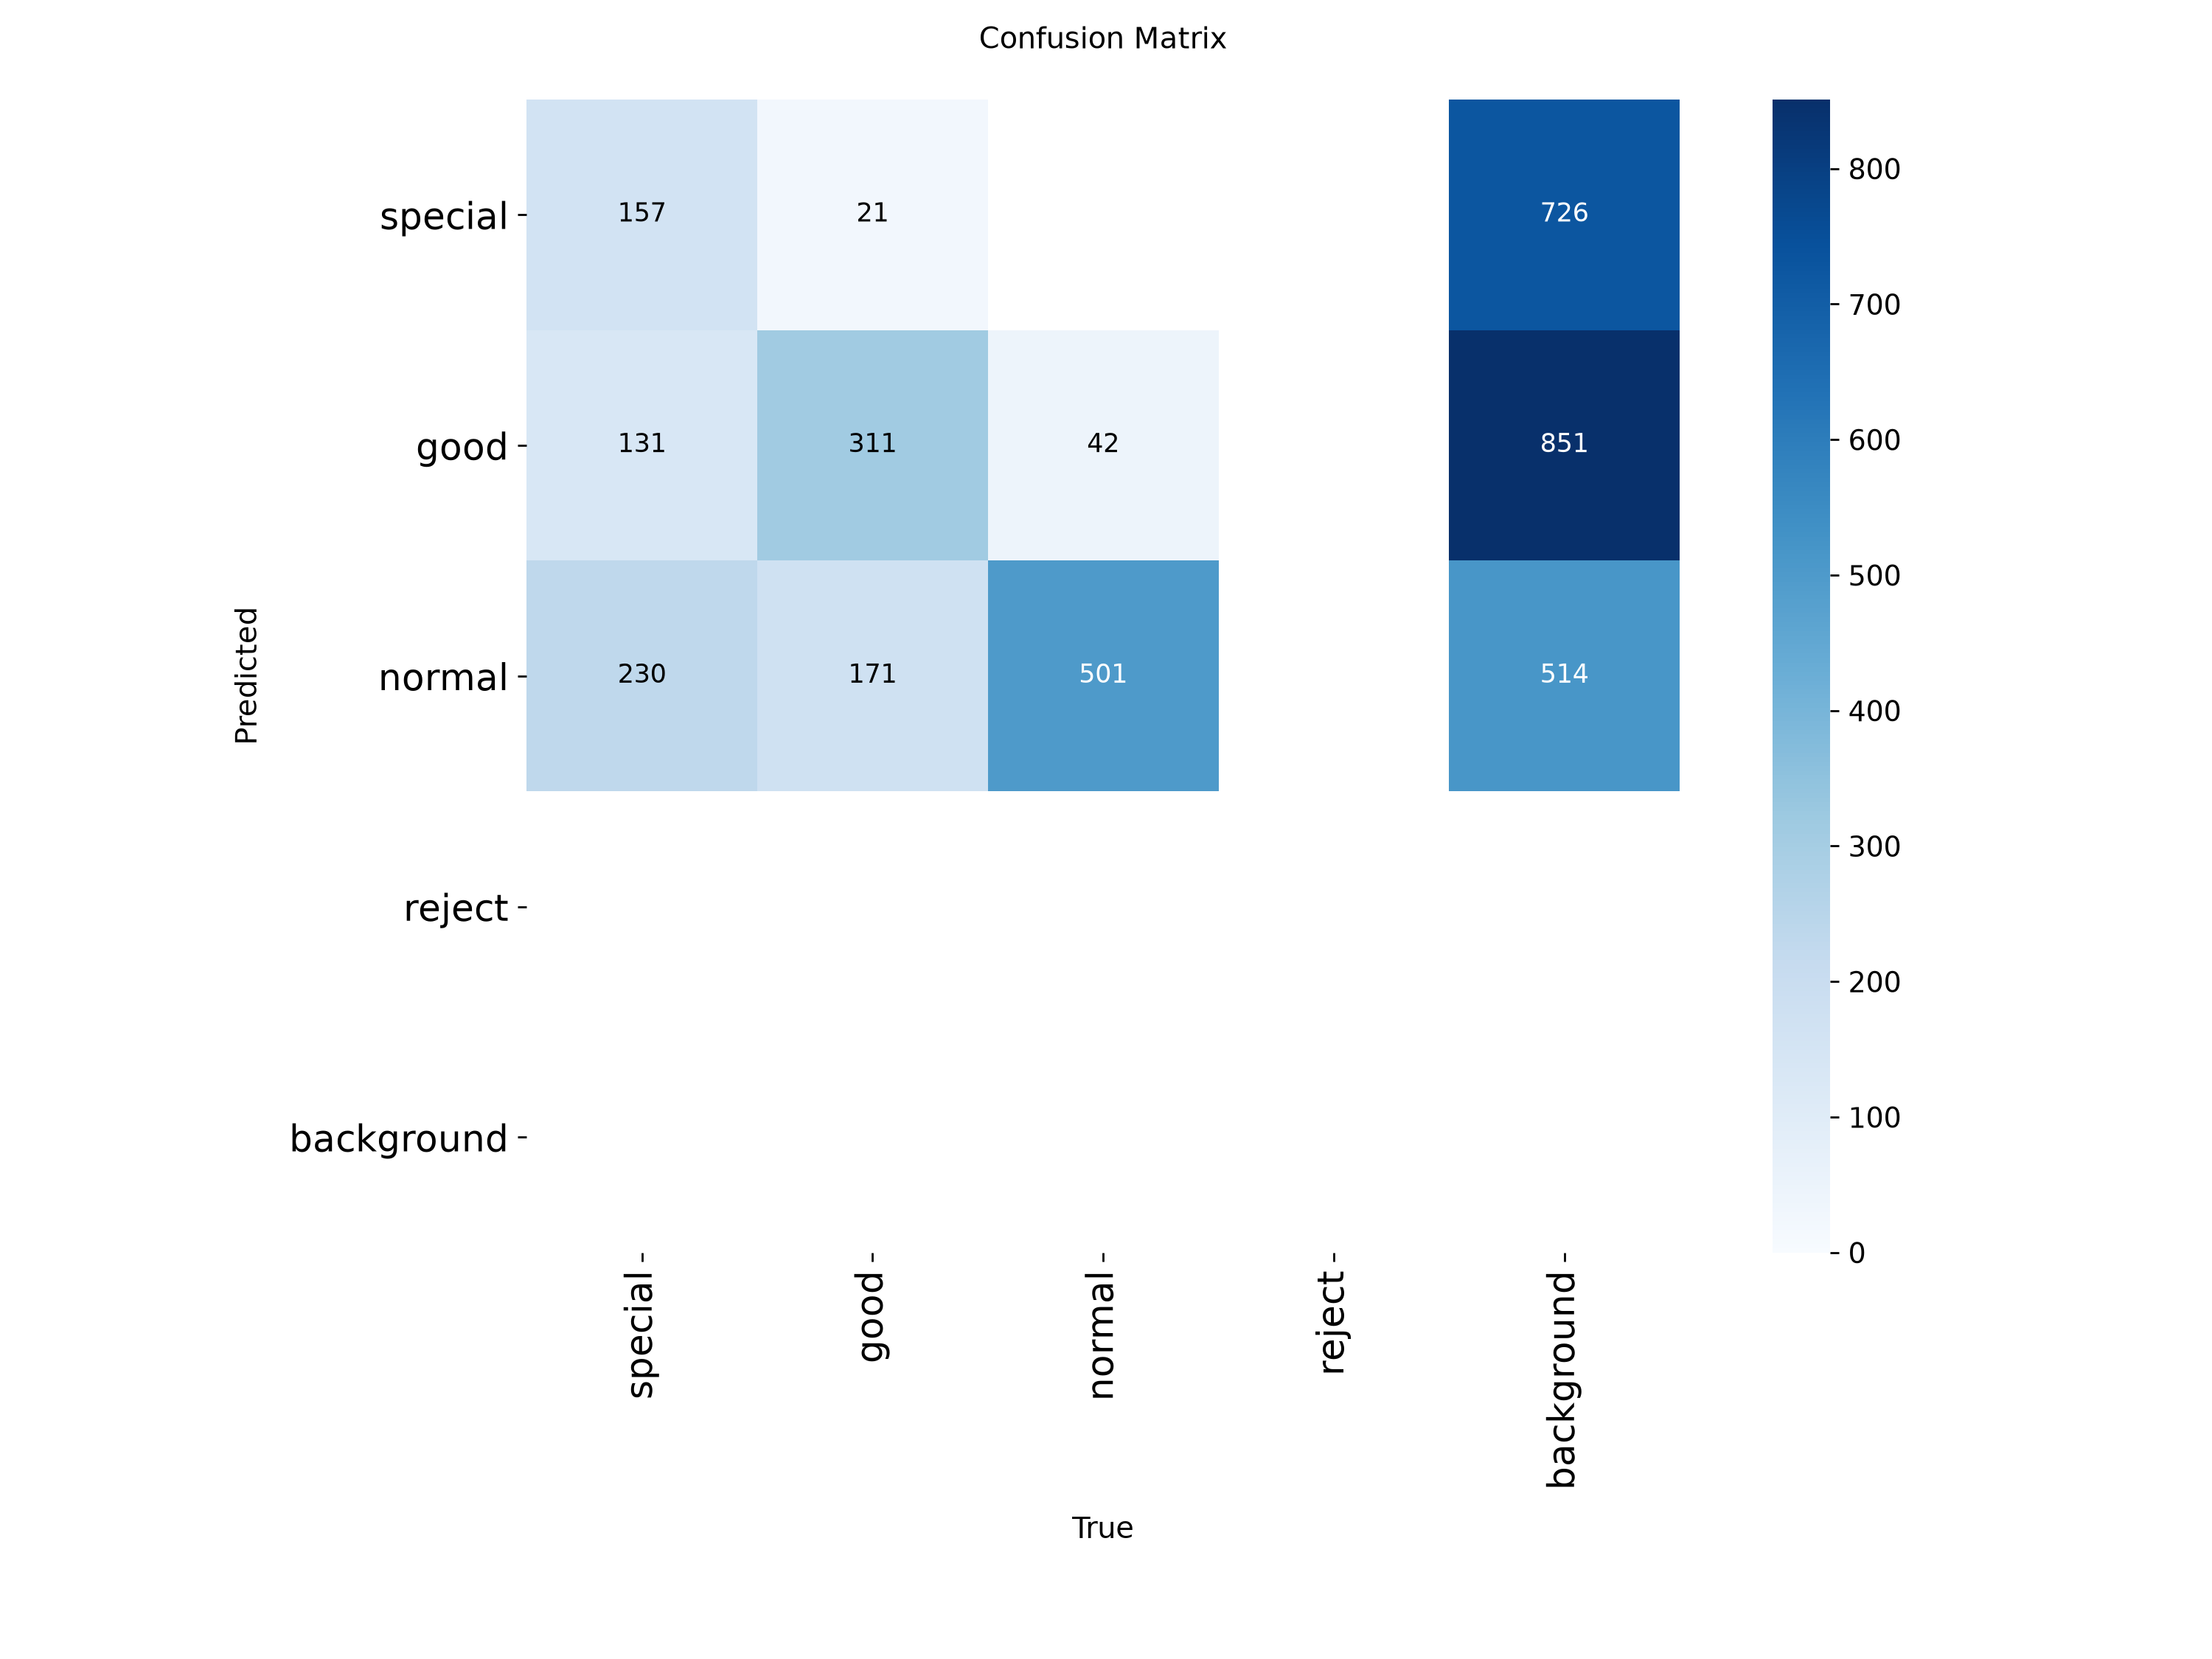 Confusion Matrix
special
157
21
726
good
131
311
42
851
normal
230
171
501
514
reject
background
Predicted
special
good
normal
reject
background
True
800
700
600
500
400
300
200
100
0